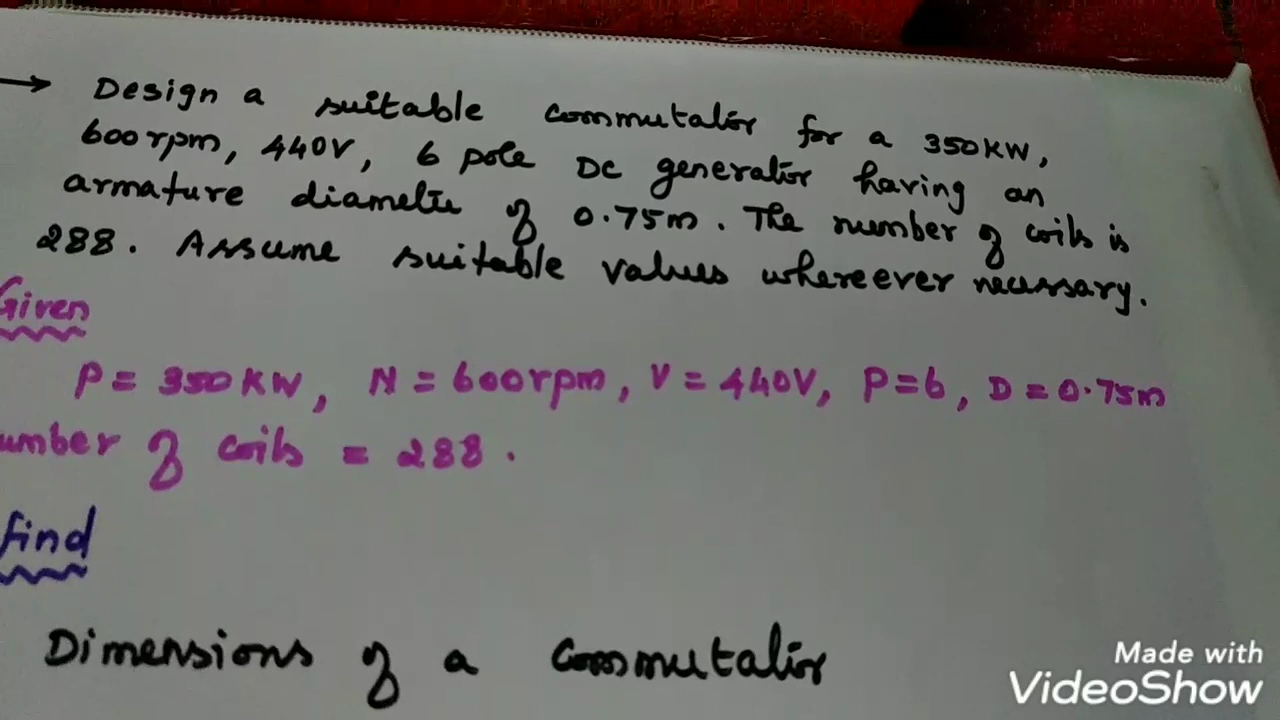 → Design a suitable commutator for a 350KW,
600rpm, 440V, 6 pole DC generator having an
armature diameter of 0.75m. The number of coils is
288. Assume suitable values whereever necessary.
Given
P = 350KW, N = 600rpm, V = 440V, P=6, D = 0.75m
umber of coils = 288.
find
Dimensions of a commutator
Made with
VideoShow